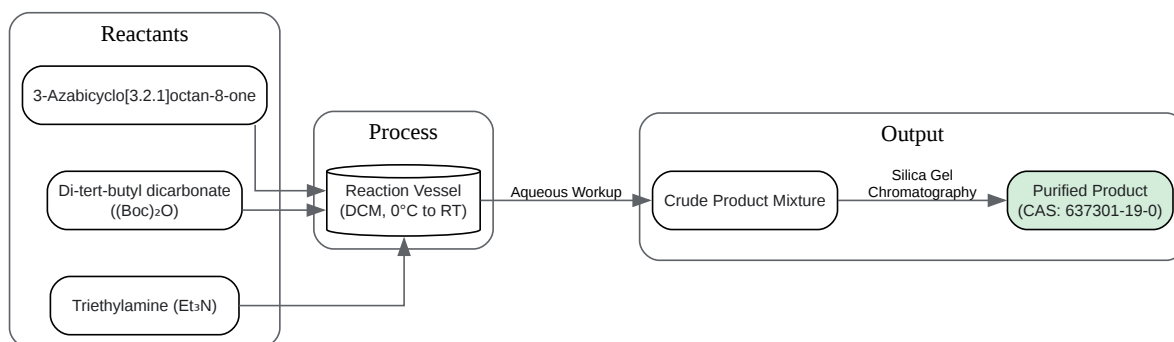 Reactants
3-Azabicyclo[3.2.1]octan-8-one
Di-tert-butyl dicarbonate
((Boc)₂O)
Triethylamine (Et₃N)
Process
Reaction Vessel
(DCM, 0°C to RT)
Aqueous Workup
Output
Crude Product Mixture
Silica Gel
Chromatography
Purified Product
(CAS: 637301-19-0)